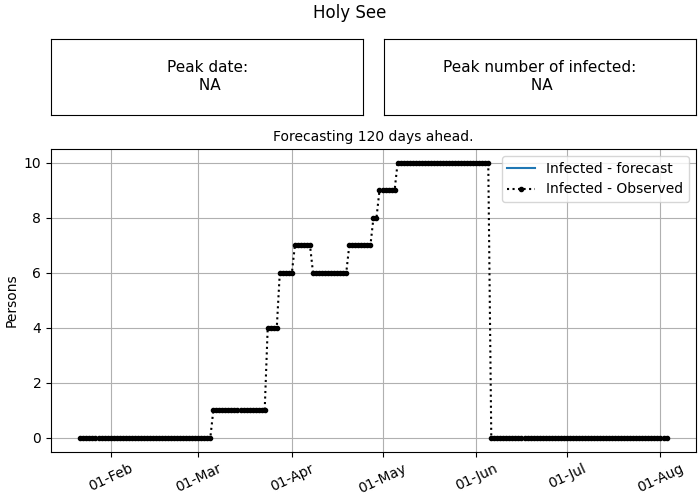 Holy See
Peak date:
NA
Peak number of infected:
NA
Forecasting 120 days ahead.
Infected - forecast
Infected - Observed
Persons
10
8
6
4
2
0
01-Feb
01-Mar
01-Apr
01-May
01-Jun
01-Jul
01-Aug